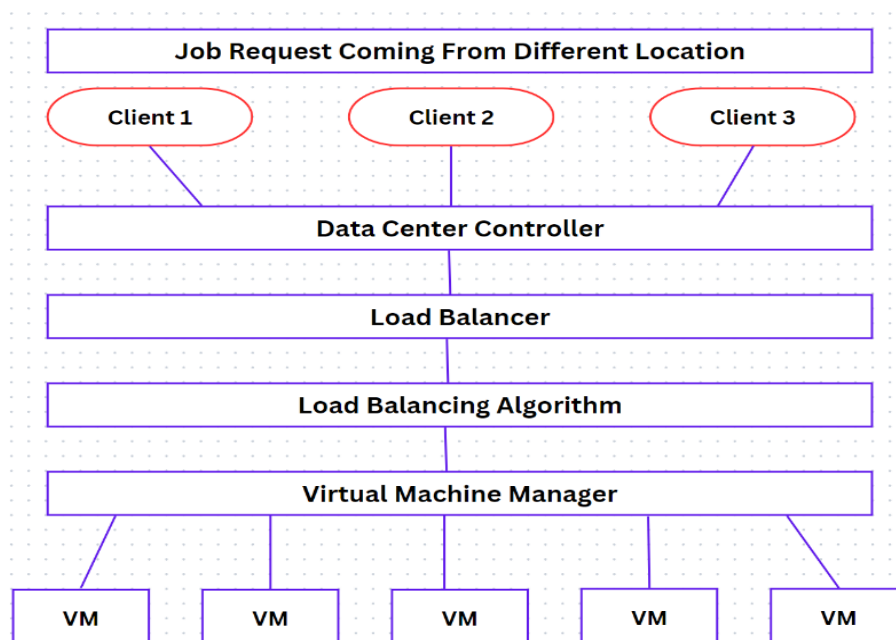 Job Request Coming From Different Location
Client 1
Client 2
Client 3
Data Center Controller
Load Balancer
Load Balancing Algorithm
Virtual Machine Manager
VM
VM
VM
VM
VM